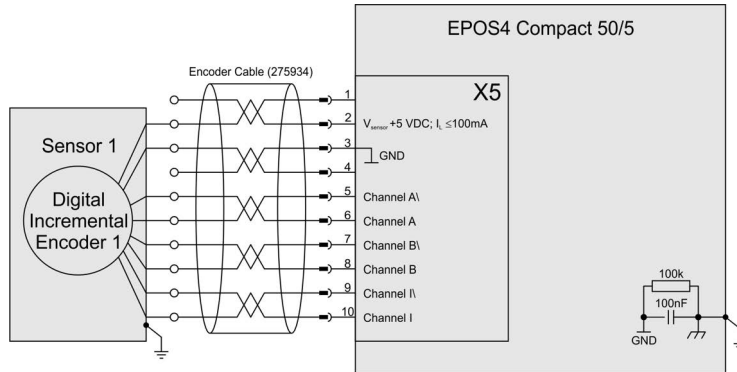 EPOS4 Compact 50/5
Encoder Cable (275934)
X5
1
2
Vsensor +5 VDC; IL ≤100mA
3
GND
4
5
Channel A\
6
Channel A
7
Channel B\
8
Channel B
9
Channel I\
10
Channel I
Sensor 1
Digital
Incremental
Encoder 1
100k
100nF
GND